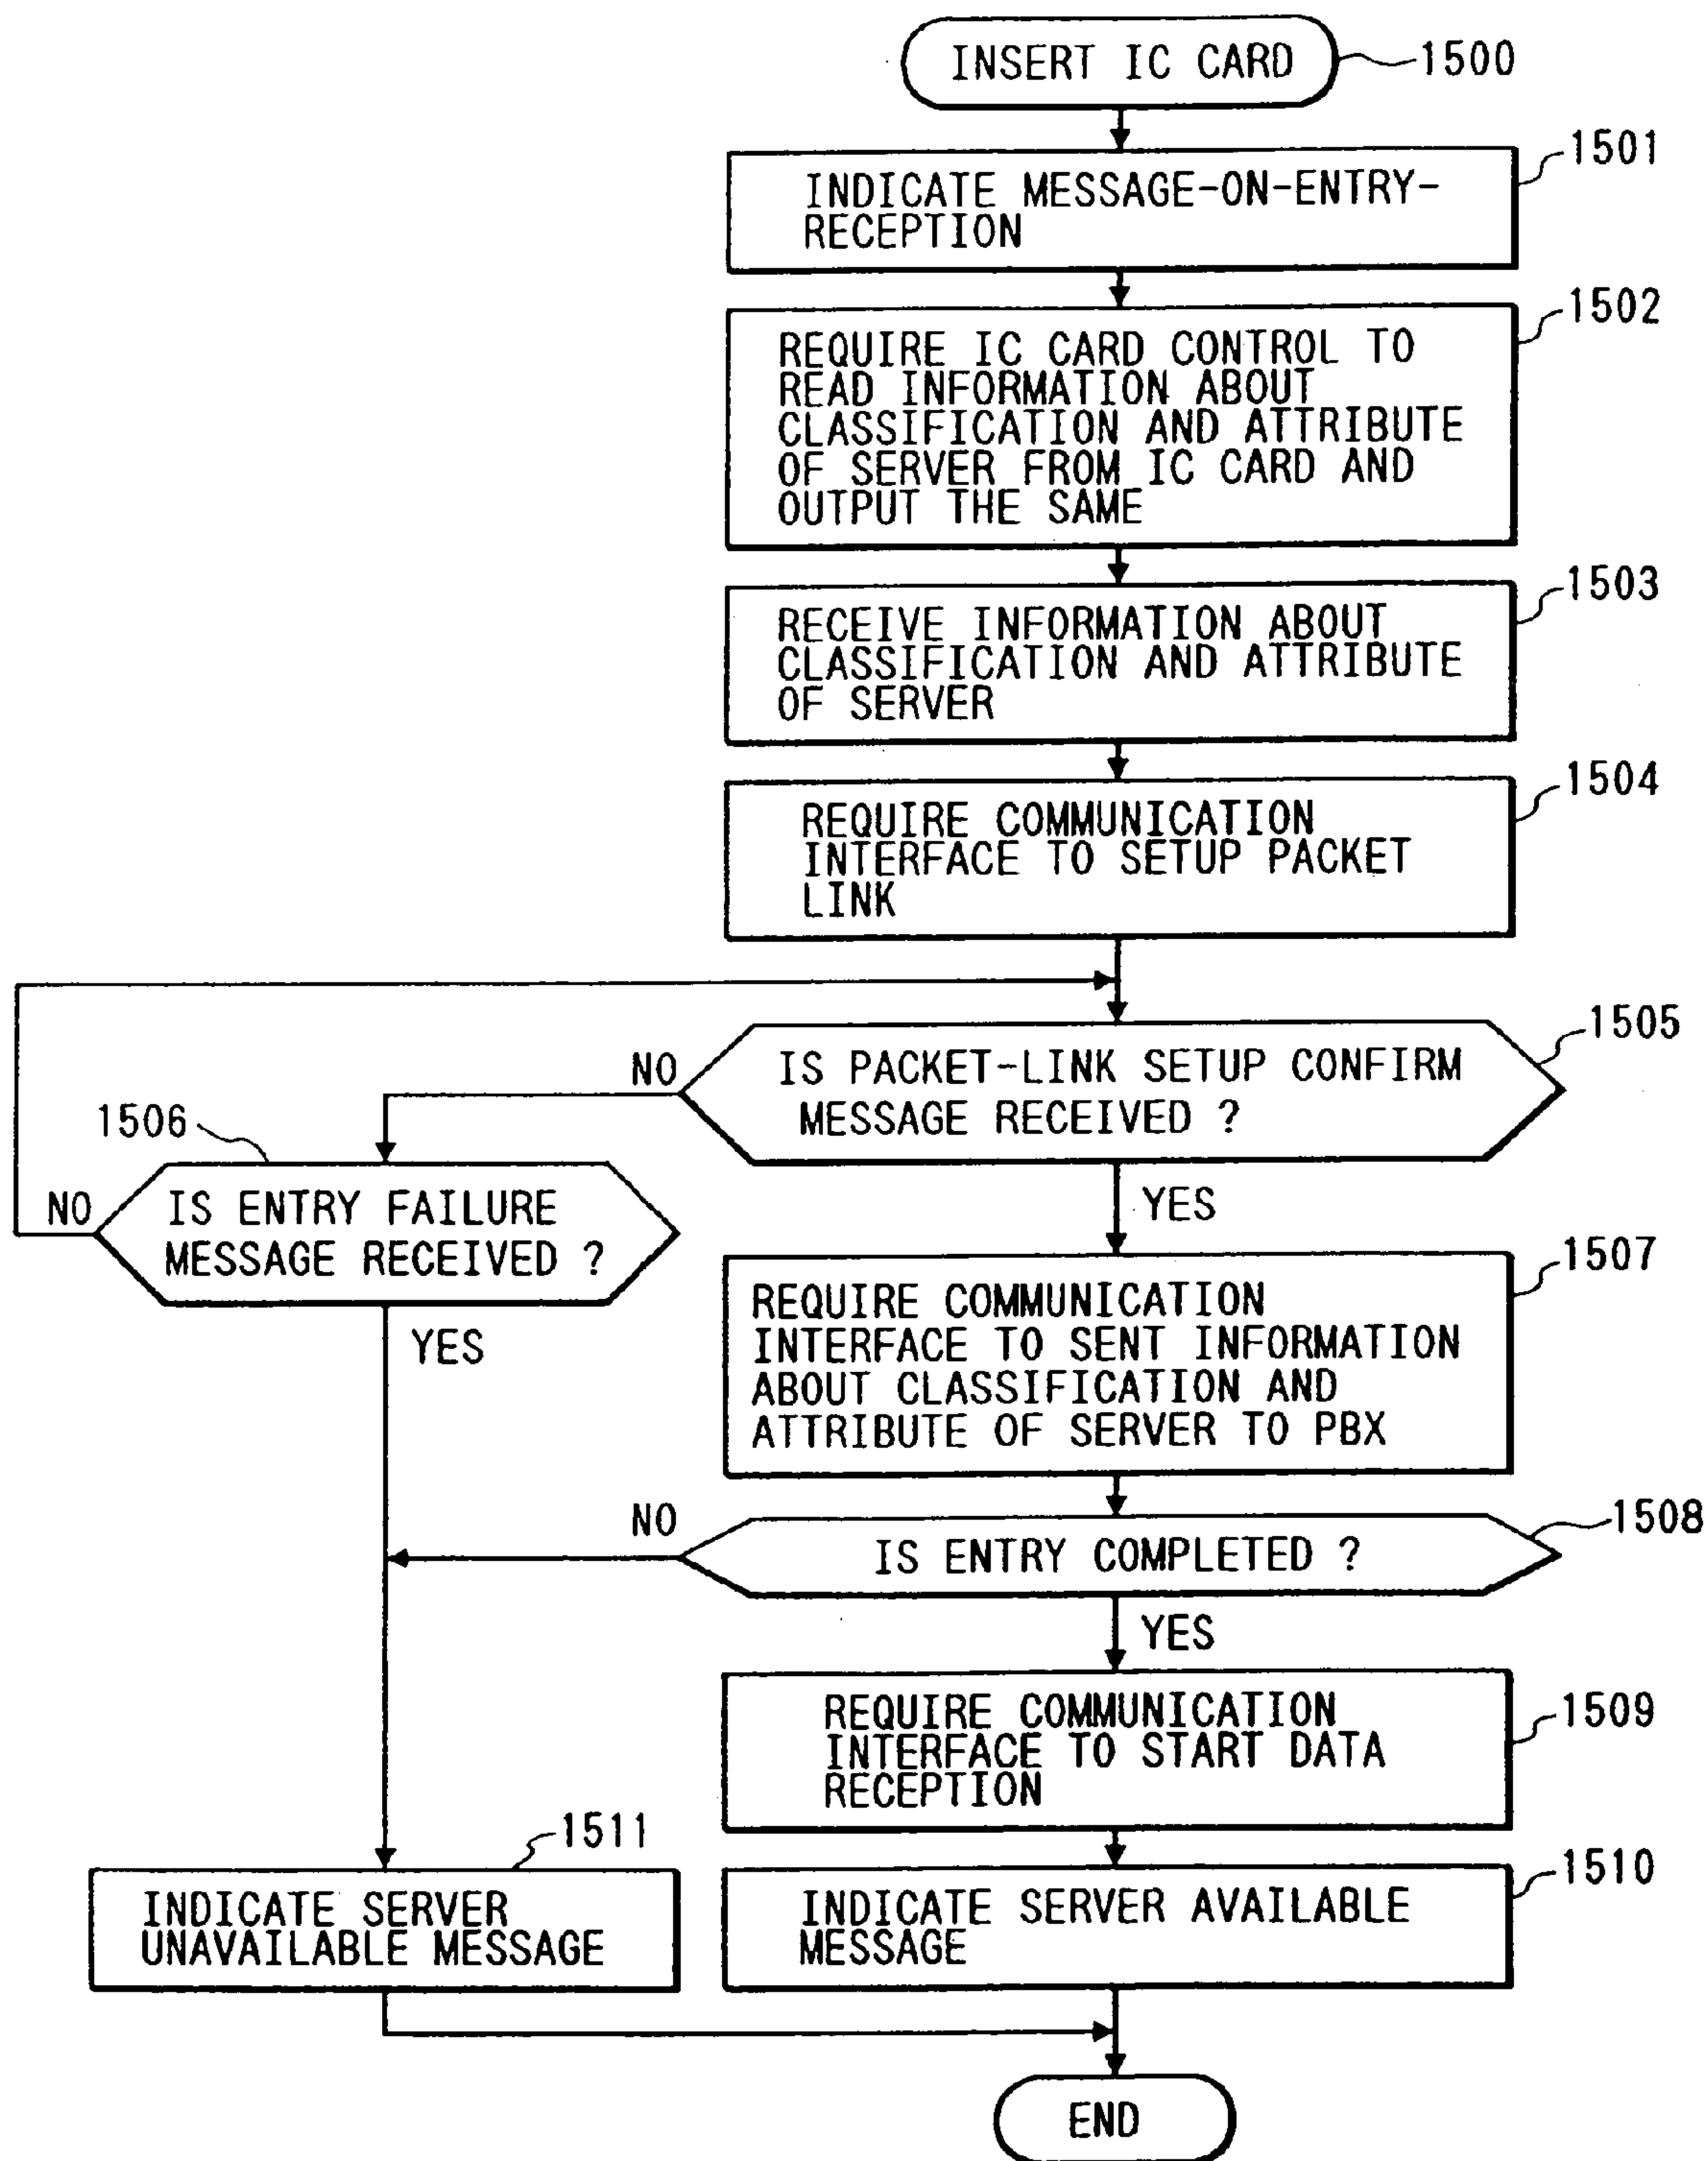 INSERT IC CARD
1500
1501
INDICATE MESSAGE-ON-ENTRY-
RECEPTION
1502
REQUIRE IC CARD CONTROL TO
READ INFORMATION ABOUT
CLASSIFICATION AND ATTRIBUTE
OF SERVER FROM IC CARD AND
OUTPUT THE SAME
1503
RECEIVE INFORMATION ABOUT
CLASSIFICATION AND ATTRIBUTE
OF SERVER
1504
REQUIRE COMMUNICATION
INTERFACE TO SETUP PACKET
LINK
1505
IS PACKET-LINK SETUP CONFIRM
MESSAGE RECEIVED ?
NO
YES
1506
IS ENTRY FAILURE
MESSAGE RECEIVED ?
NO
YES
1507
REQUIRE COMMUNICATION
INTERFACE TO SENT INFORMATION
ABOUT CLASSIFICATION AND
ATTRIBUTE OF SERVER TO PBX
1508
IS ENTRY COMPLETED ?
NO
YES
1509
REQUIRE COMMUNICATION
INTERFACE TO START DATA
RECEPTION
1511
INDICATE SERVER
UNAVAILABLE MESSAGE
1510
INDICATE SERVER AVAILABLE
MESSAGE
END